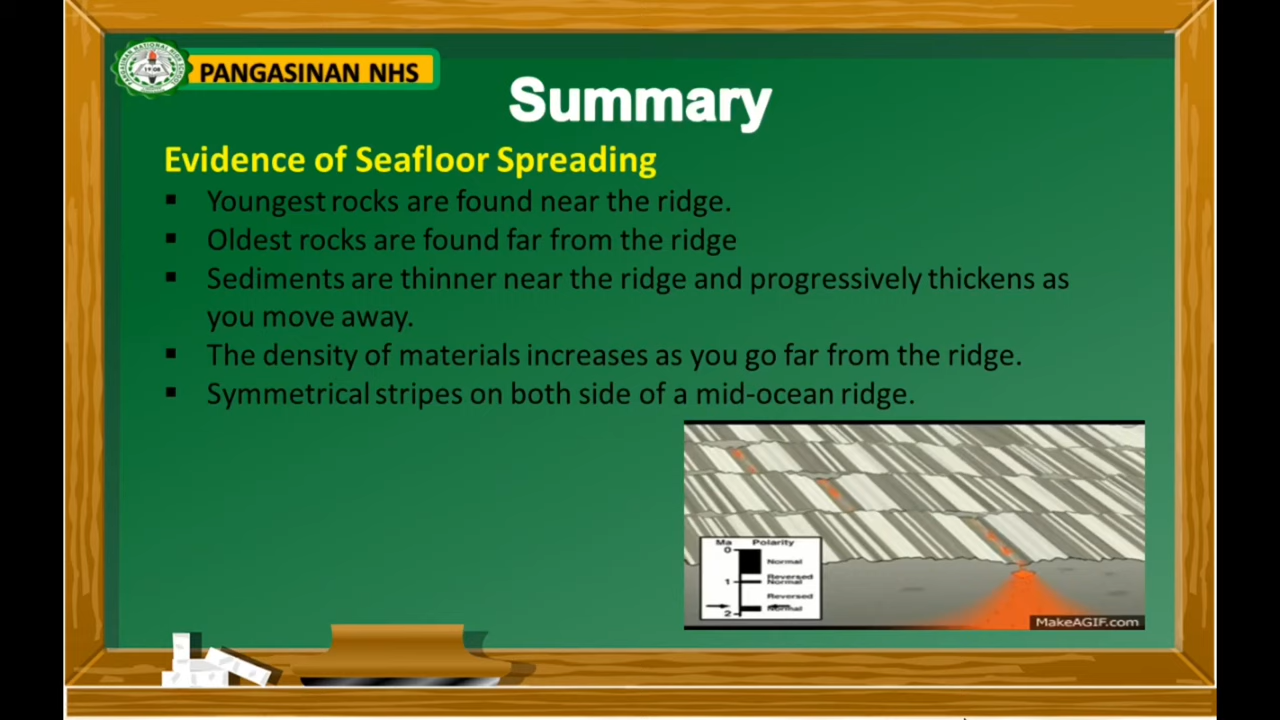 PANGASINAN NHS
Summary
Evidence of Seafloor Spreading
▪ Youngest rocks are found near the ridge.
▪ Oldest rocks are found far from the ridge
▪ Sediments are thinner near the ridge and progressively thickens as
you move away.
▪ The density of materials increases as you go far from the ridge.
▪ Symmetrical stripes on both side of a mid-ocean ridge.
Ma Polarity
0
Normal
Reversed
1 Normal
Reversed
Normal
2
MakeAGIF.com